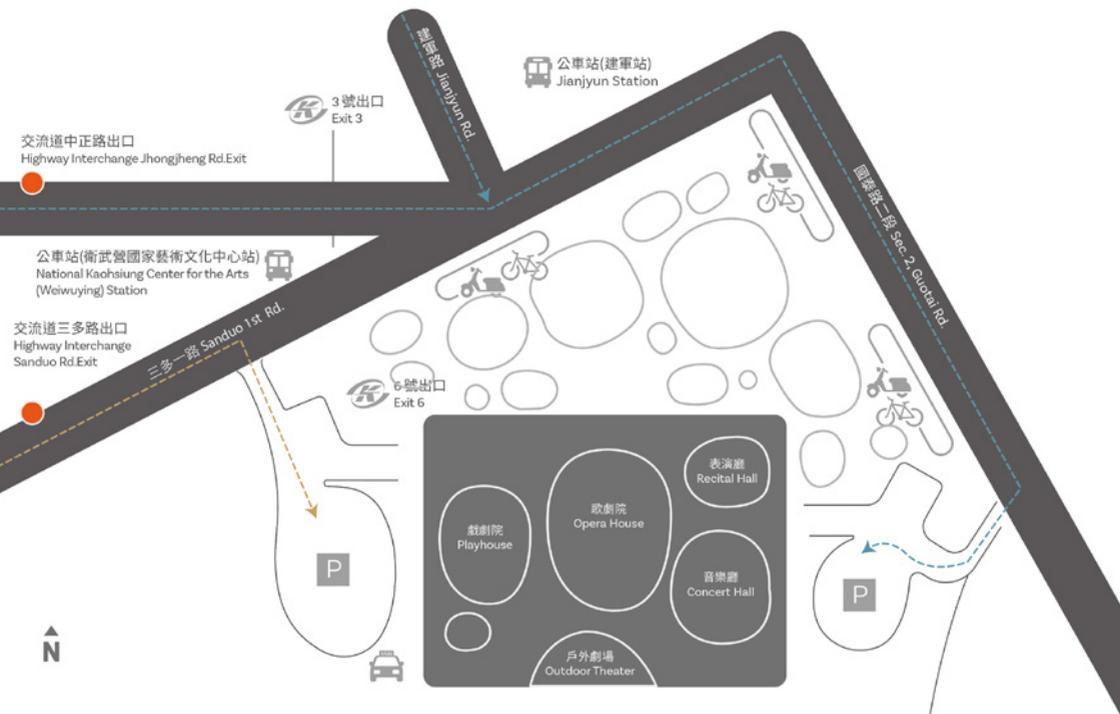 建軍路 Jianjyun Rd.
公車站(建軍站)
Jianjyun Station
3 號出口
Exit 3
交流道中正路出口
Highway Interchange Jhongjheng Rd.Exit
國泰路二段 Sec. 2, Guotai Rd.
公車站(衛武營國家藝術文化中心站)
National Kaohsiung Center for the Arts
(Weiwuying) Station
三多一路 Sanduo 1st Rd.
交流道三多路出口
Highway Interchange
Sanduo Rd.Exit
6 號出口
Exit 6
表演廳
Recital Hall
歌劇院
Opera House
戲劇院
Playhouse
音樂廳
Concert Hall
P
P
戶外劇場
Outdoor Theater
N